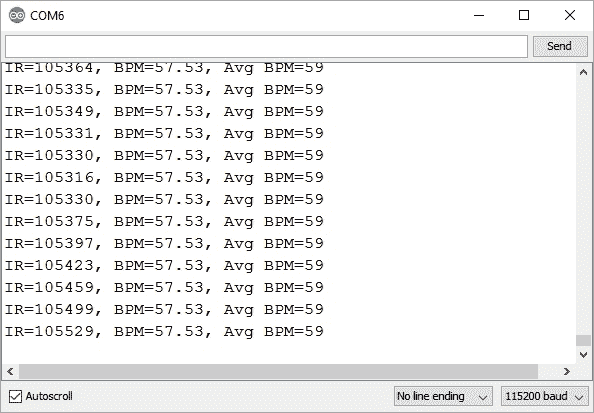 COM6
Send
IR=105364, BPM=57.53, Avg BPM=59
IR=105335, BPM=57.53, Avg BPM=59
IR=105349, BPM=57.53, Avg BPM=59
IR=105331, BPM=57.53, Avg BPM=59
IR=105330, BPM=57.53, Avg BPM=59
IR=105316, BPM=57.53, Avg BPM=59
IR=105330, BPM=57.53, Avg BPM=59
IR=105375, BPM=57.53, Avg BPM=59
IR=105397, BPM=57.53, Avg BPM=59
IR=105423, BPM=57.53, Avg BPM=59
IR=105459, BPM=57.53, Avg BPM=59
IR=105499, BPM=57.53, Avg BPM=59
IR=105529, BPM=57.53, Avg BPM=59
Autoscroll No line ending 115200 baud